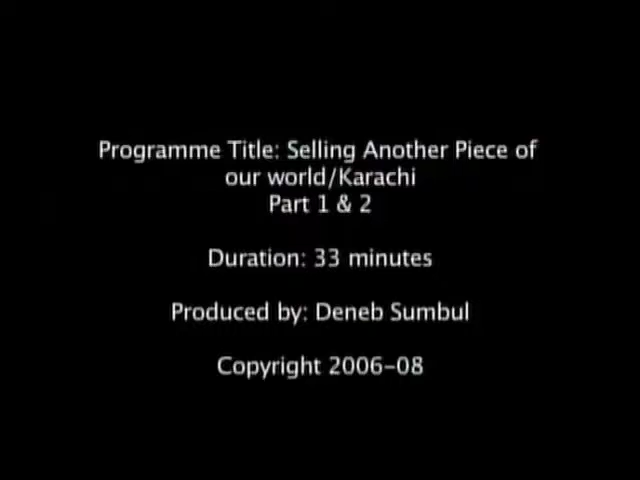 Programme Title: Selling Another Piece of
our world/Karachi
Part 1 & 2
Duration: 33 minutes
Produced by: Deneb Sumbul
Copyright 2006-08